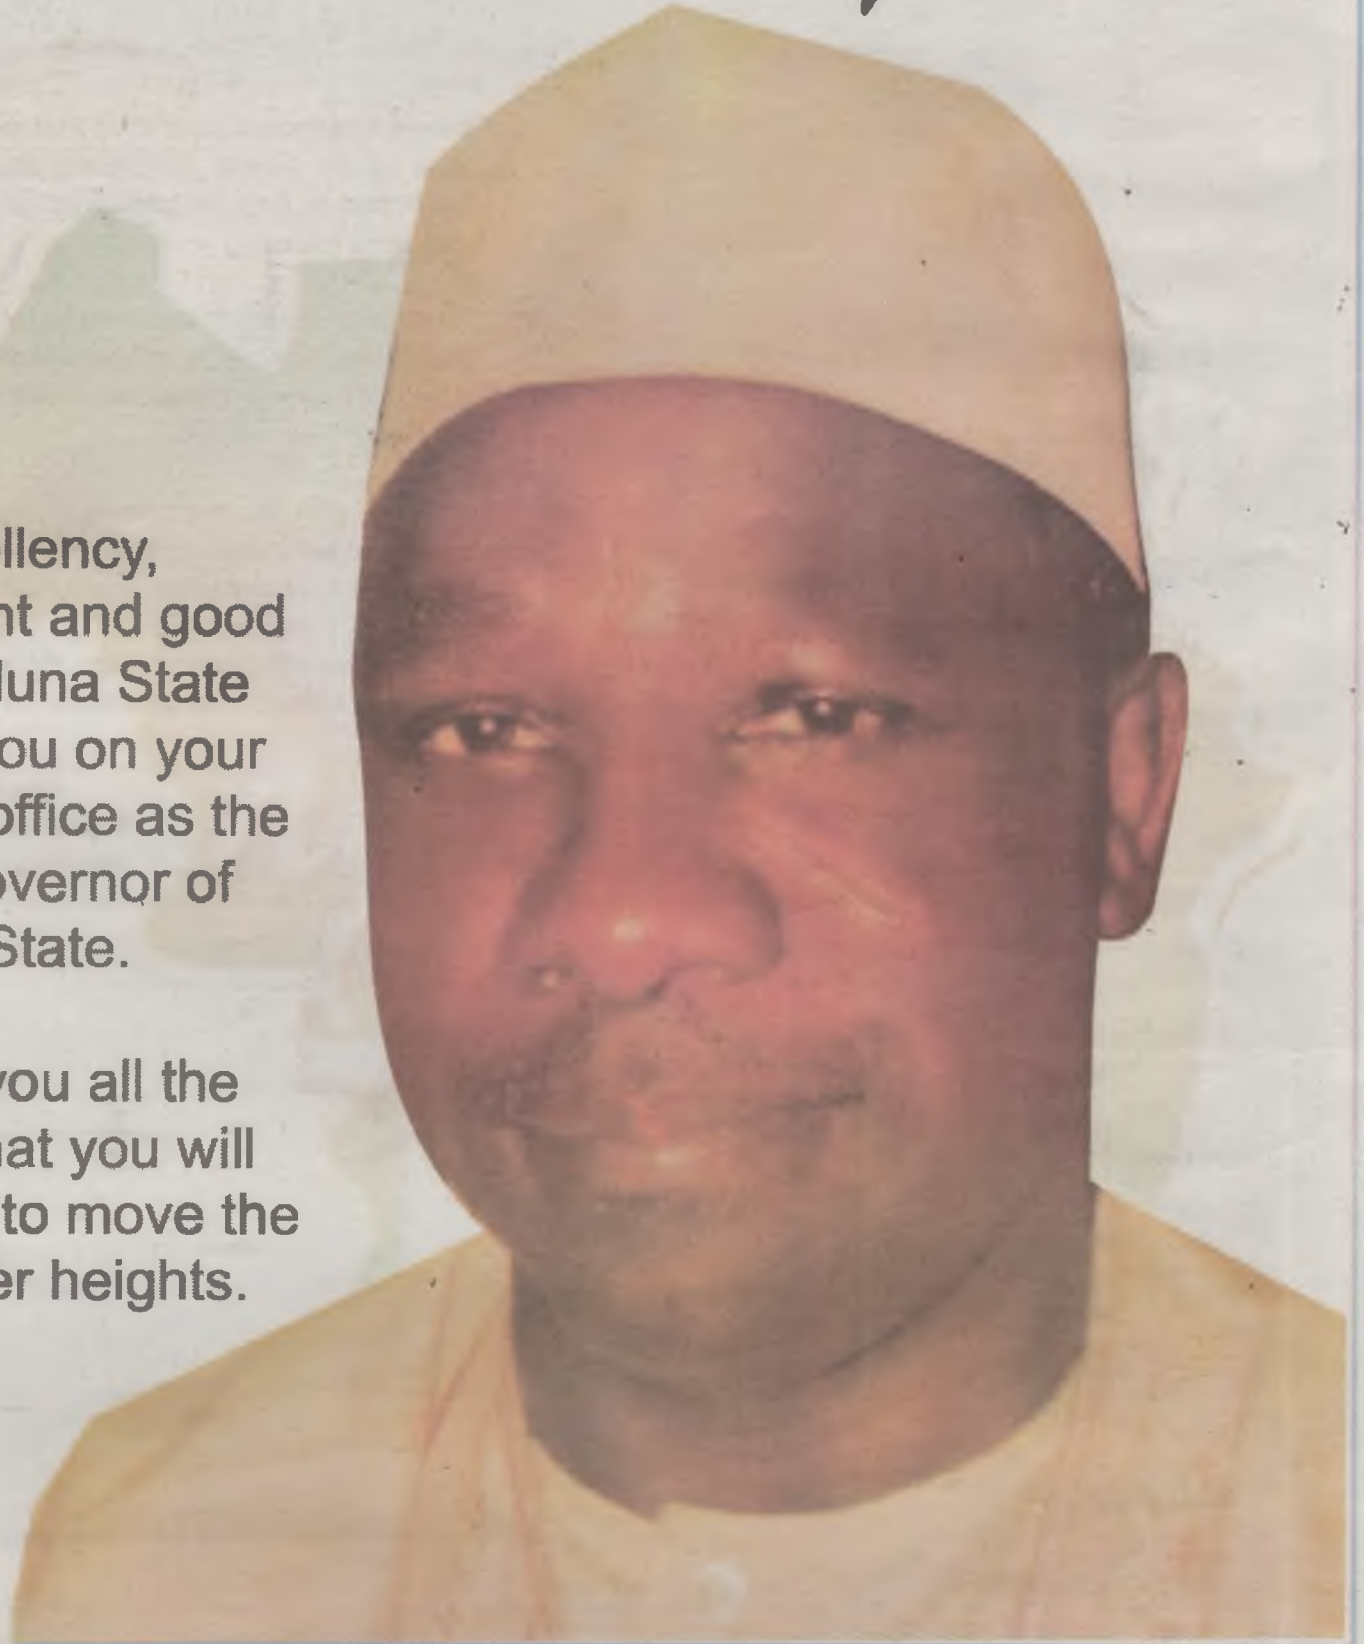 llency,
nt and good
luna State
ou on your
office as the
overnor of
State.
you all the
hat you will
to move the
er heights.